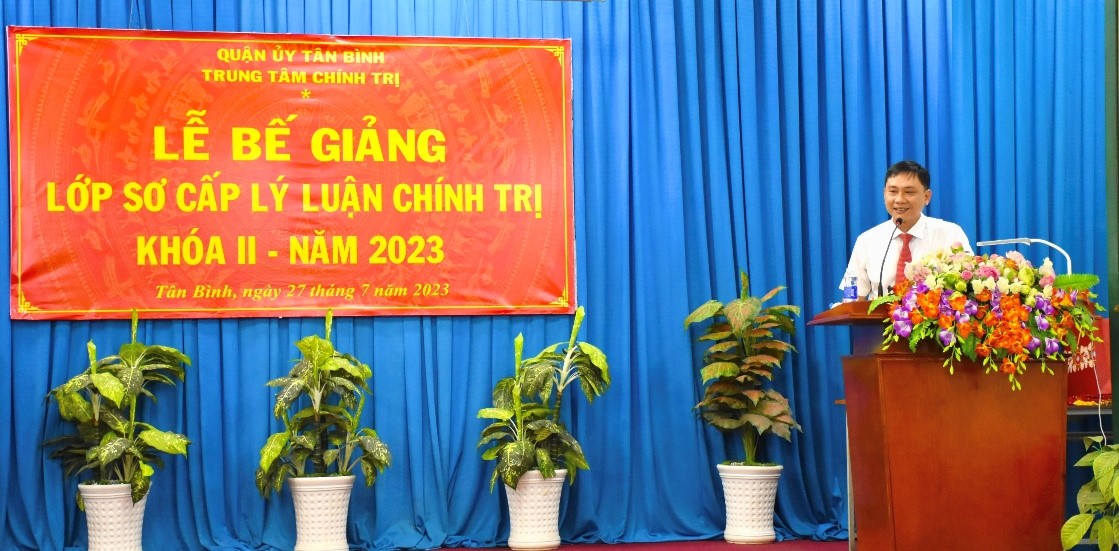 QUẬN ỦY TÂN BÌNH
TRUNG TÂM CHÍNH TRỊ
*
LỄ BẾ GIẢNG
LỚP SƠ CẤP LÝ LUẬN CHÍNH TRỊ
KHÓA II - NĂM 2023
Tân Bình, ngày 27 tháng 7 năm 2023